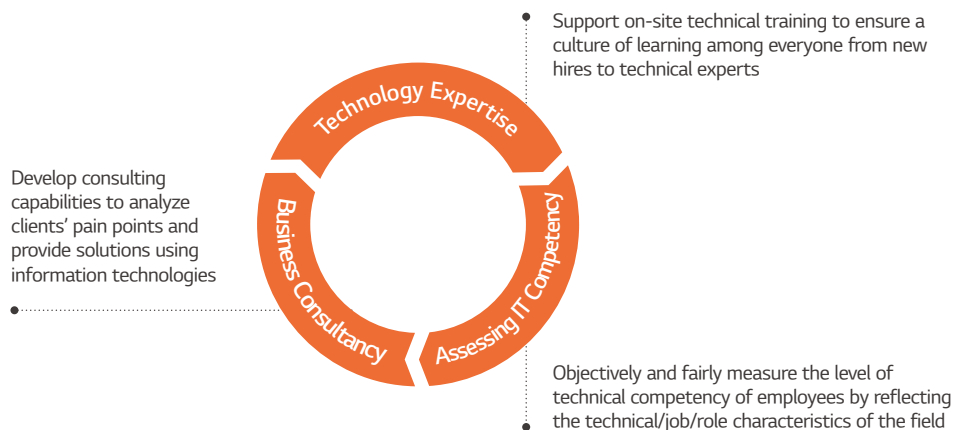 Support on-site technical training to ensure a
culture of learning among everyone from new
hires to technical experts
Technology Expertise
Develop consulting
capabilities to analyze
clients’ pain points and
provide solutions using
information technologies
Business Consultancy
Assessing IT Competency
Objectively and fairly measure the level of
technical competency of employees by reflecting
the technical/job/role characteristics of the field